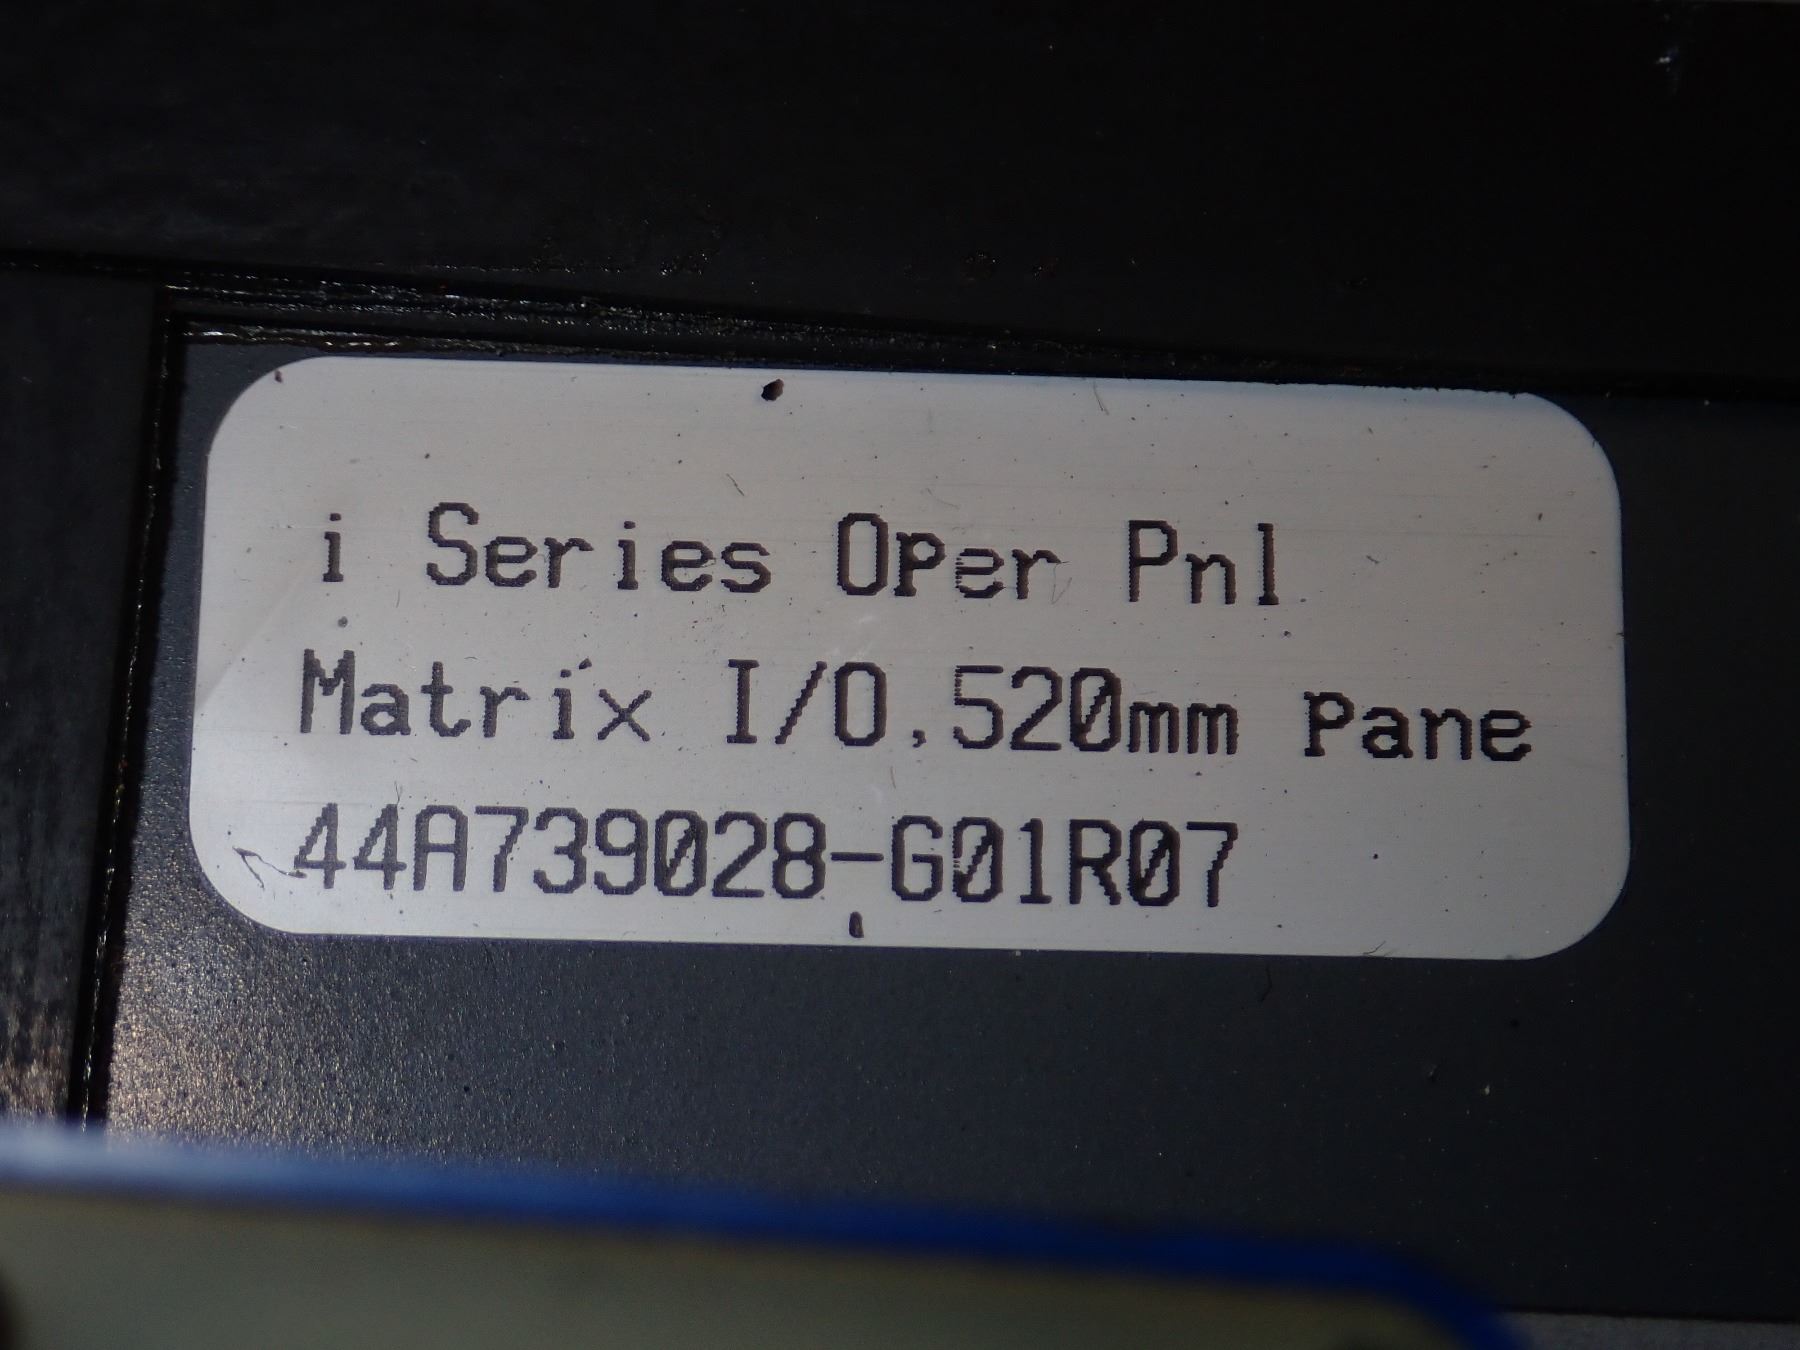 i Series Oper Pnl
Matrix I/O,520mm Pane
44A739028-G01R07